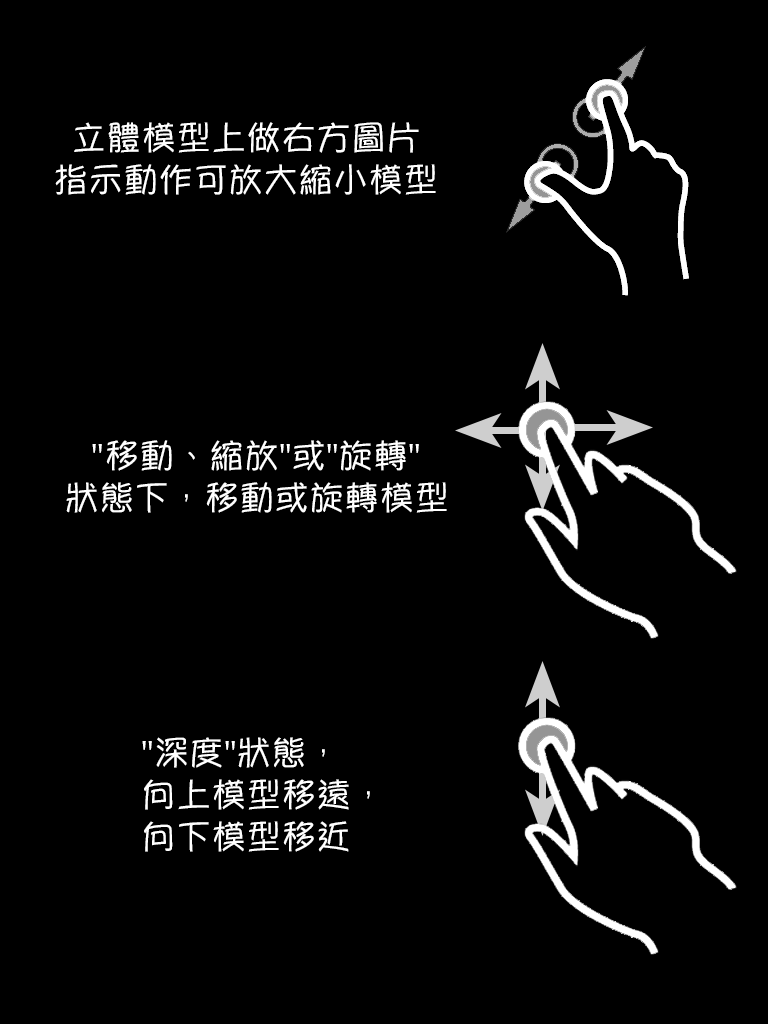 立體模型上做右方圖片
指示動作可放大縮小模型
"移動、縮放"或"旋轉"
狀態下，移動或旋轉模型
"深度"狀態，
向上模型移遠，
向下模型移近